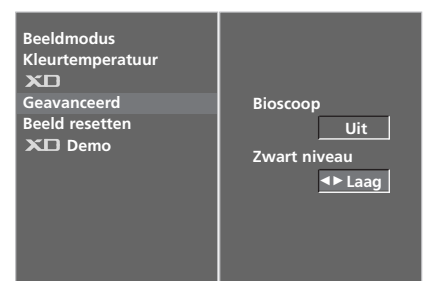 Beeldmodus
Kleurtemperatuur
XD
Geavanceerd
Beeld resetten
XD Demo
Bioscoop
Uit
Zwart niveau
◄► Laag